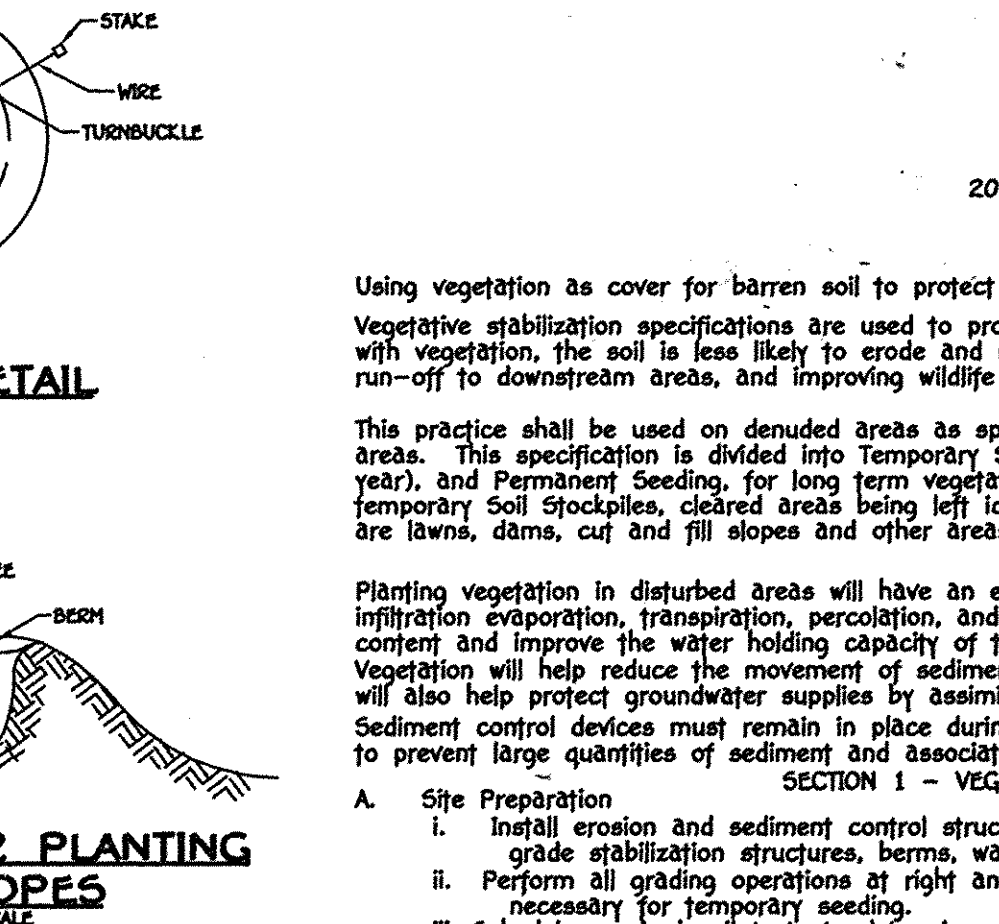 STAKE
WIRE
TURNBUCKLE
ETAIL
BERM
PLANTING
OPES
20
Using vegetation as cover for barren soil to protect
Vegetative stabilization specifications are used to pro
with vegetation, the soil is less likely to erode and
run-off to downstream areas, and improving wildlife
This practice shall be used on denuded areas as sp
areas. This specification is divided into Temporary S
year), and Permanent Seeding, for long term vegeta
temporary Soil Stockpiles, cleared areas being left id
are lawns, dams, cut and fill slopes and other areas
Planting vegetation in disturbed areas will have an e
infiltration evaporation, transpiration, percolation, and
content and improve the water holding capacity of t
Vegetation will help reduce the movement of sedimen
will also help protect groundwater supplies by assimi
Sediment control devices must remain in place durin
to prevent large quantities of sediment and associat
SECTION 1 - VEG
A. Site Preparation
i. Install erosion and sediment control struc
grade stabilization structures, berms, wa
ii. Perform all grading operations at right an
necessary for temporary seeding.